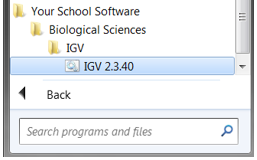 Your School Software
Biological Sciences
IGV
IGV 2.3.40
Back
Search programs and files